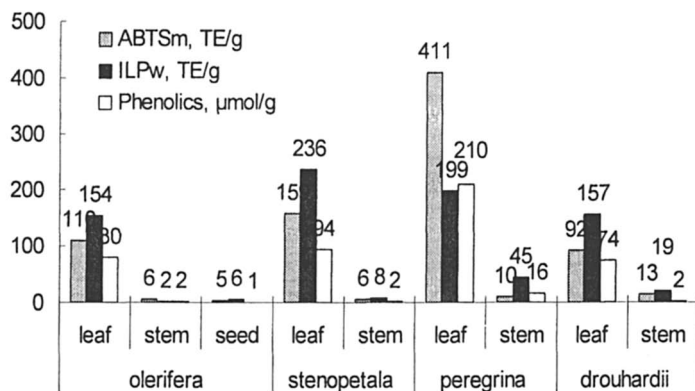 500
400
300
200
100
0
ABTSm, TE/g
ILPw, TE/g
Phenolics, µmol/g
154
80
6 2 2
5 6 1
236
94
6 8 2
411
199
210
10
45
16
92
157
74
13
19
2
leaf stem seed leaf stem leaf stem leaf stem
olerifera stenopetala peregrina drouhardii